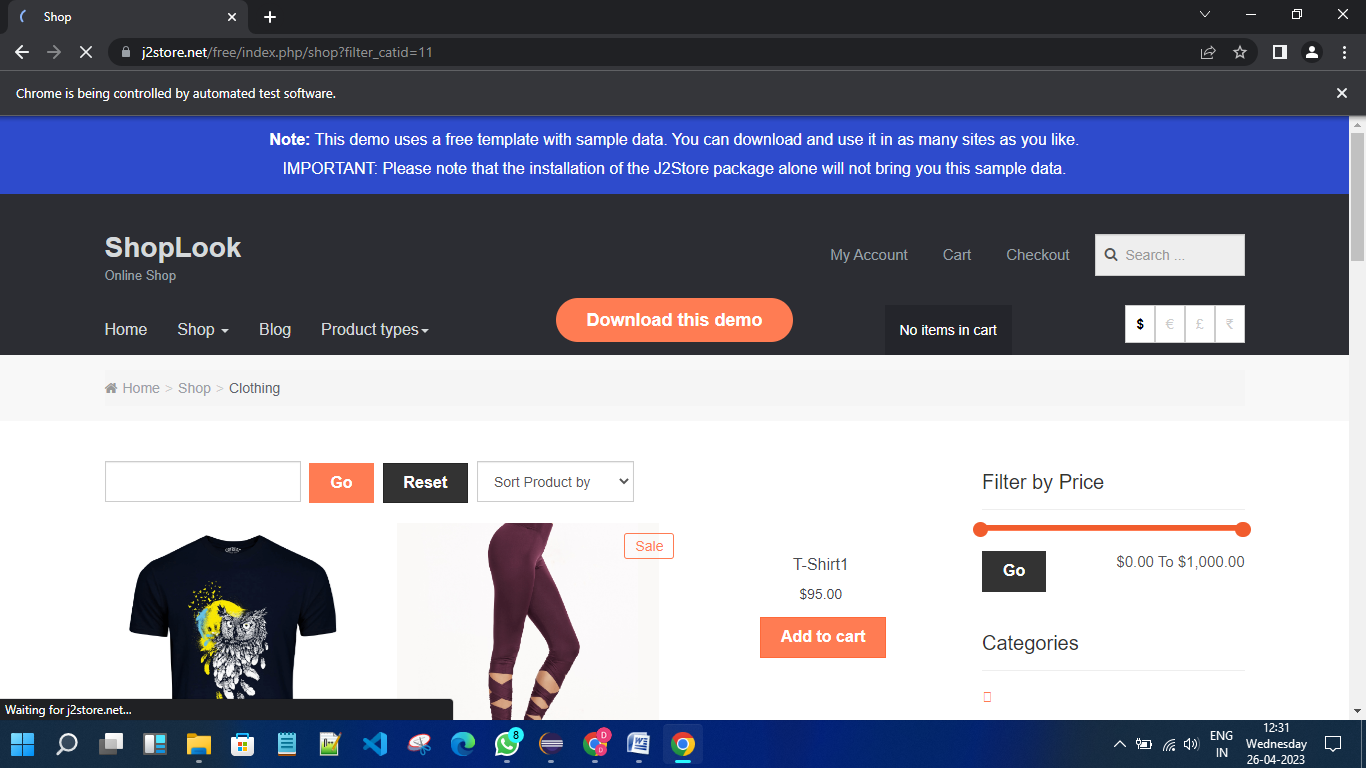 Shop
j2store.net/free/index.php/shop?filter_catid=11
Chrome is being controlled by automated test software.
Note: This demo uses a free template with sample data. You can download and use it in as many sites as you like.
IMPORTANT: Please note that the installation of the J2Store package alone will not bring you this sample data.
ShopLook
Online Shop
My Account Cart Checkout Search ...
Home Shop Blog Product types Download this demo No items in cart $ € £ ₹
Home > Shop > Clothing
Go Reset Sort Product by
Filter by Price
Sale
T-Shirt1
$95.00
Add to cart
Go $0.00 To $1,000.00
Categories
Waiting for j2store.net...
8
D
D
ENG
IN
12:31
Wednesday
26-04-2023